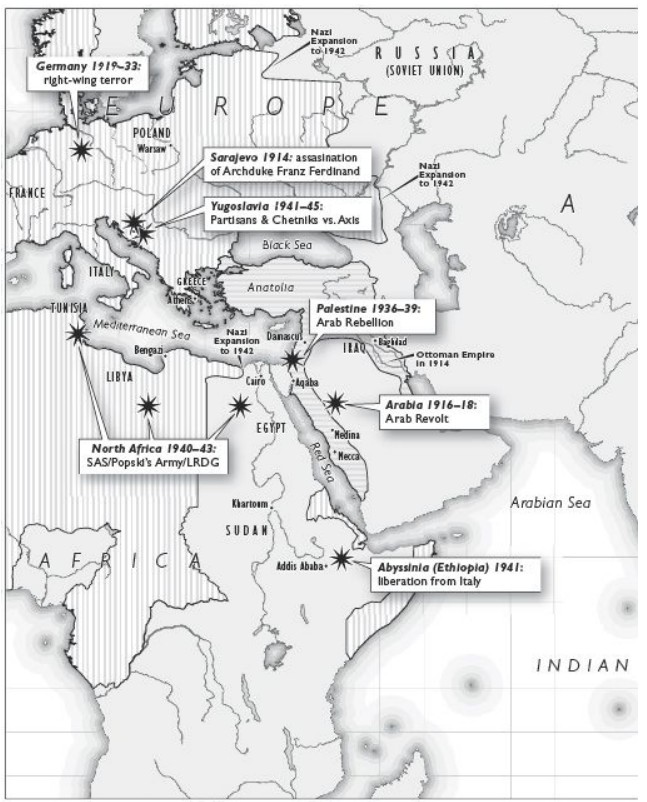 Nazi
Expansion
to 1942
R U S S I A
(SOVIET UNION)
Germany 1919–33:
right-wing terror
E U R O P E
POLAND
Warsaw
Sarajevo 1914: assasination
of Archduke Franz Ferdinand
Nazi
Expansion
to 1942
FRANCE
Yugoslavia 1941–45:
Partisans & Chetniks vs. Axis
A
Black Sea
ITALY
GREECE
Athens
Anatolia
TUNISIA
Mediterranean Sea
Palestine 1936–39:
Arab Rebellion
Nazi
Expansion
to 1942
Damascus
Bengazi
IRAQ
Baghdad
Ottoman Empire
in 1914
LIBYA
Cairo
Aqaba
Arabia 1916–18:
Arab Revolt
EGYPT
Medina
Mecca
Red Sea
North Africa 1940–43:
SAS/Popski's Army/LRDG
Khartoum
SUDAN
Arabian Sea
A F R I C A
Addis Ababa
Abyssinia (Ethiopia) 1941:
liberation from Italy
I N D I A N